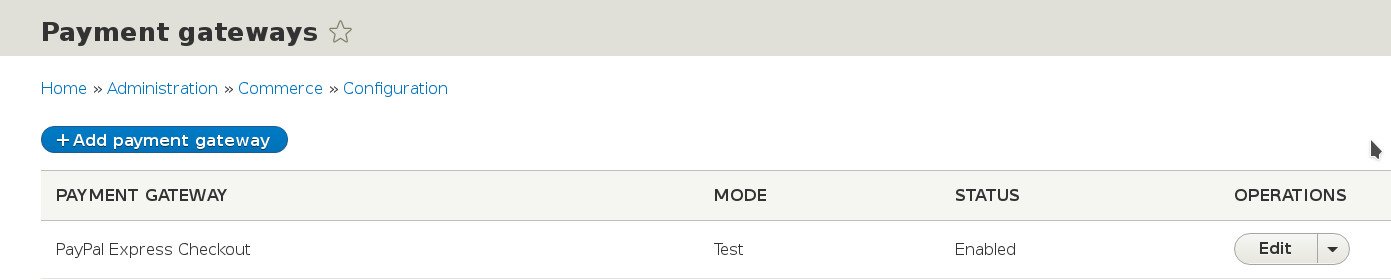 Payment gateways
Home » Administration » Commerce » Configuration
+ Add payment gateway
PAYMENT GATEWAY MODE STATUS OPERATIONS
PayPal Express Checkout Test Enabled Edit